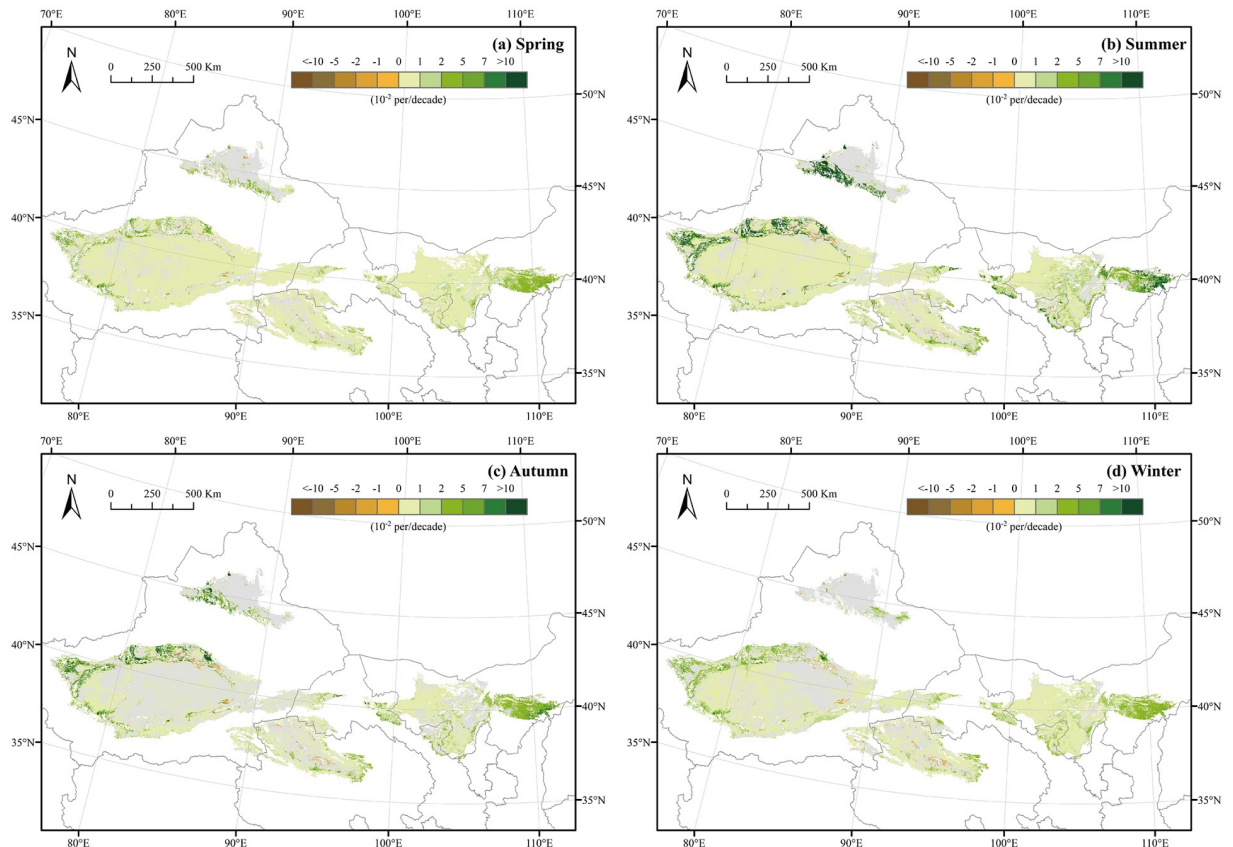 70°E 80°E 90°E 100°E 110°E
(a) Spring
N
0 250 500 Km
<-10 -5 -2 -1 0 1 2 5 7 >10
(10-2 per/decade)
50°N
45°N
45°N
40°N
40°N
35°N
35°N
80°E 90°E 100°E 110°E
70°E 80°E 90°E 100°E 110°E
(b) Summer
N
0 250 500 Km
<-10 -5 -2 -1 0 1 2 5 7 >10
(10-2 per/decade)
50°N
45°N
45°N
40°N
40°N
35°N
35°N
80°E 90°E 100°E 110°E
70°E 80°E 90°E 100°E 110°E
(c) Autumn
N
0 250 500 Km
<-10 -5 -2 -1 0 1 2 5 7 >10
(10-2 per/decade)
50°N
45°N
45°N
40°N
40°N
35°N
35°N
80°E 90°E 100°E 110°E
70°E 80°E 90°E 100°E 110°E
(d) Winter
N
0 250 500 Km
<-10 -5 -2 -1 0 1 2 5 7 >10
(10-2 per/decade)
50°N
45°N
45°N
40°N
40°N
35°N
35°N
80°E 90°E 100°E 110°E